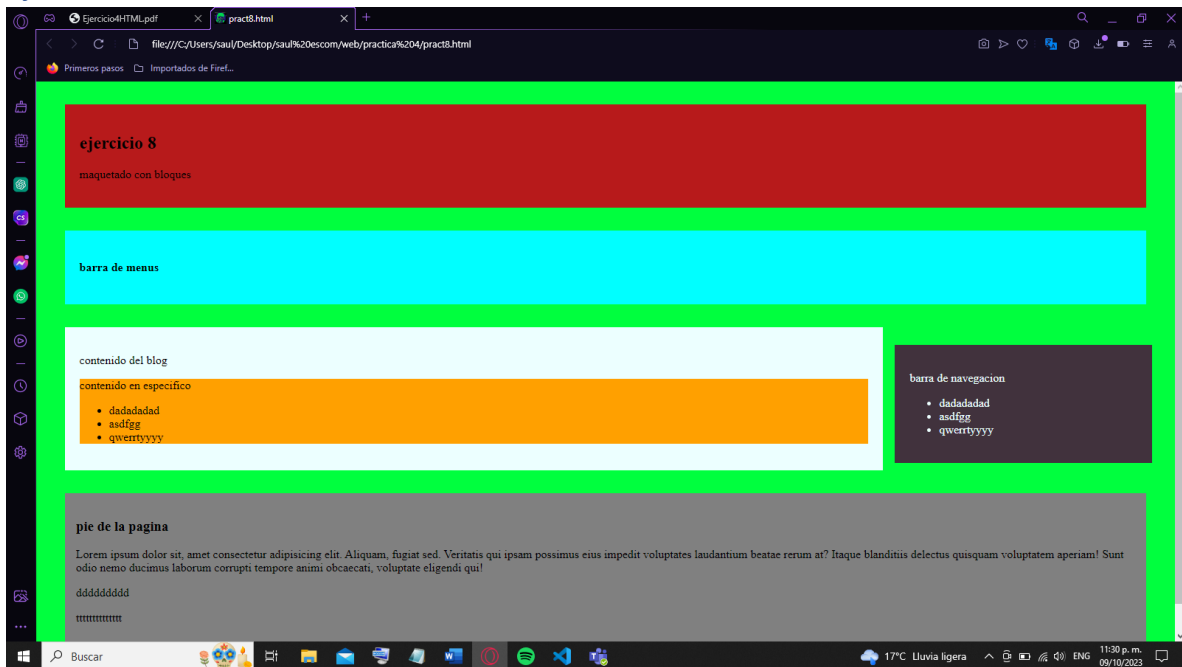 Ejercicio4HTML.pdf
pract8.html
file:///C:/Users/saul/Desktop/saul%20escom/web/practica%204/pract8.html
Primeros pasos Importados de Firef...
CS
ejercicio 8
maquetado con bloques
barra de menus
contenido del blog
contenido en especifico
• dadadadad
• asdfgg
• qwerrtyyyy
barra de navegacion
• dadadadad
• asdfgg
• qwerrtyyyy
pie de la pagina
Lorem ipsum dolor sit, amet consectetur adipisicing elit. Aliquam, fugiat sed. Veritatis qui ipsam possimus eius impedit voluptates laudantium beatae rerum at? Itaque blanditiis delectus quisquam voluptatem aperiam! Sunt
odio nemo ducimus laborum corrupti tempore animi obcaecati, voluptate eligendi qui!
ddddddddd
Buscar
17°C Lluvia ligera
ENG
11:30 p. m.
09/10/2023